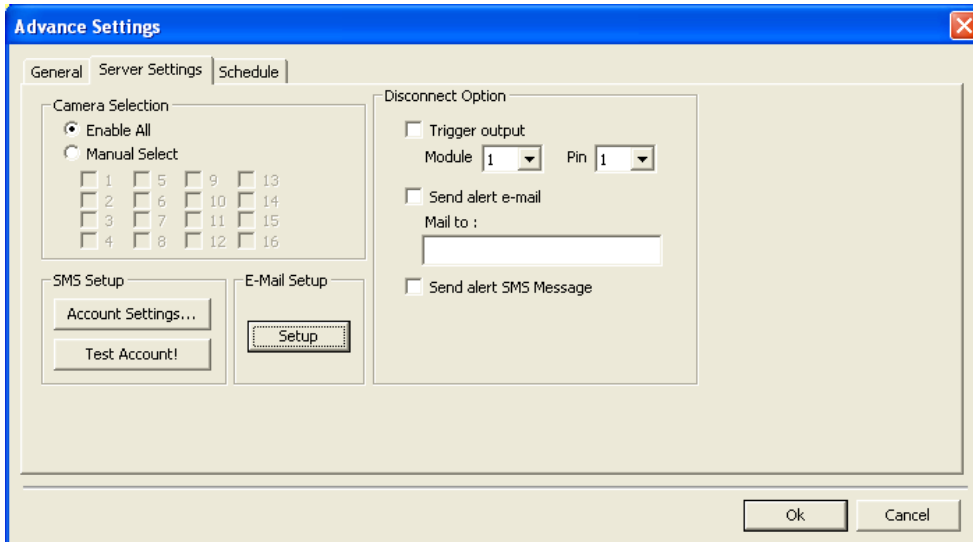 Advance Settings
General Server Settings Schedule
Camera Selection
Enable All
Manual Select
1 5 9 13
2 6 10 14
3 7 11 15
4 8 12 16
SMS Setup
Account Settings...
Test Account!
E-Mail Setup
Setup
Disconnect Option
Trigger output
Module 1 Pin 1
Send alert e-mail
Mail to :
Send alert SMS Message
Ok Cancel